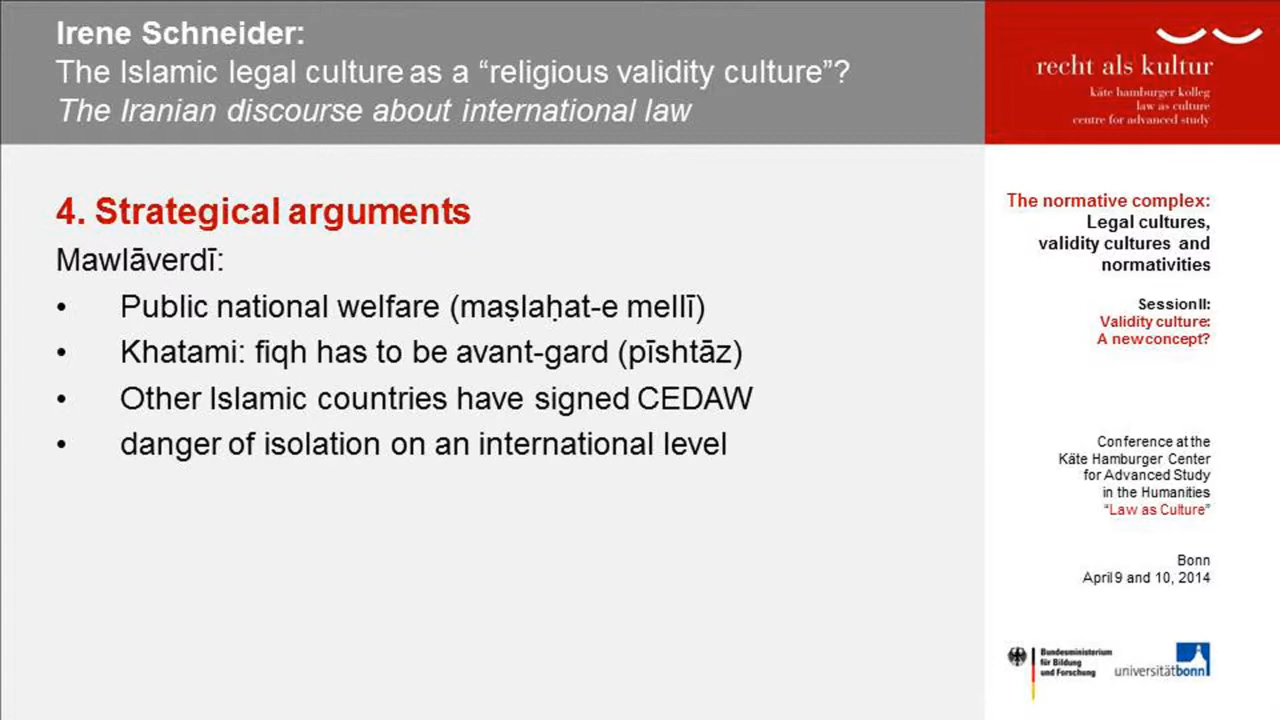 Irene Schneider:
The Islamic legal culture as a “religious validity culture”?
The Iranian discourse about international law
recht als kultur
käte hamburger kolleg
law as culture
centre for advanced study
4. Strategical arguments
Mawlāverdī:
• Public national welfare (maṣlaḥat-e mellī)
• Khatami: fiqh has to be avant-gard (pīshtāz)
• Other Islamic countries have signed CEDAW
• danger of isolation on an international level
The normative complex:
Legal cultures,
validity cultures and
normativities
Session II:
Validity culture:
A new concept?
Conference at the
Käte Hamburger Center
for Advanced Study
in the Humanities
“Law as Culture”
Bonn
April 9 and 10, 2014
Bundesministerium
für Bildung
und Forschung
universitätbonn